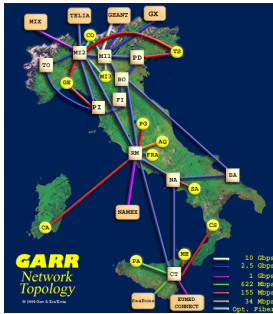 TELIA
GEANT
GX
MIX
CO
MI2
MI1
TO
MI3
PD
TS
BO
GE
PI
FI
PG
AQ
RM
FRA
NA
BA
SA
NAMEX
CA
CS
ME
PA
CT
EUMED
CONNECT
GARR
Network
Topology
10 Gbps
2.5 Gbps
1 Gbps
622 Mbps
155 Mbps
34 Mbps
Opt. Fiber